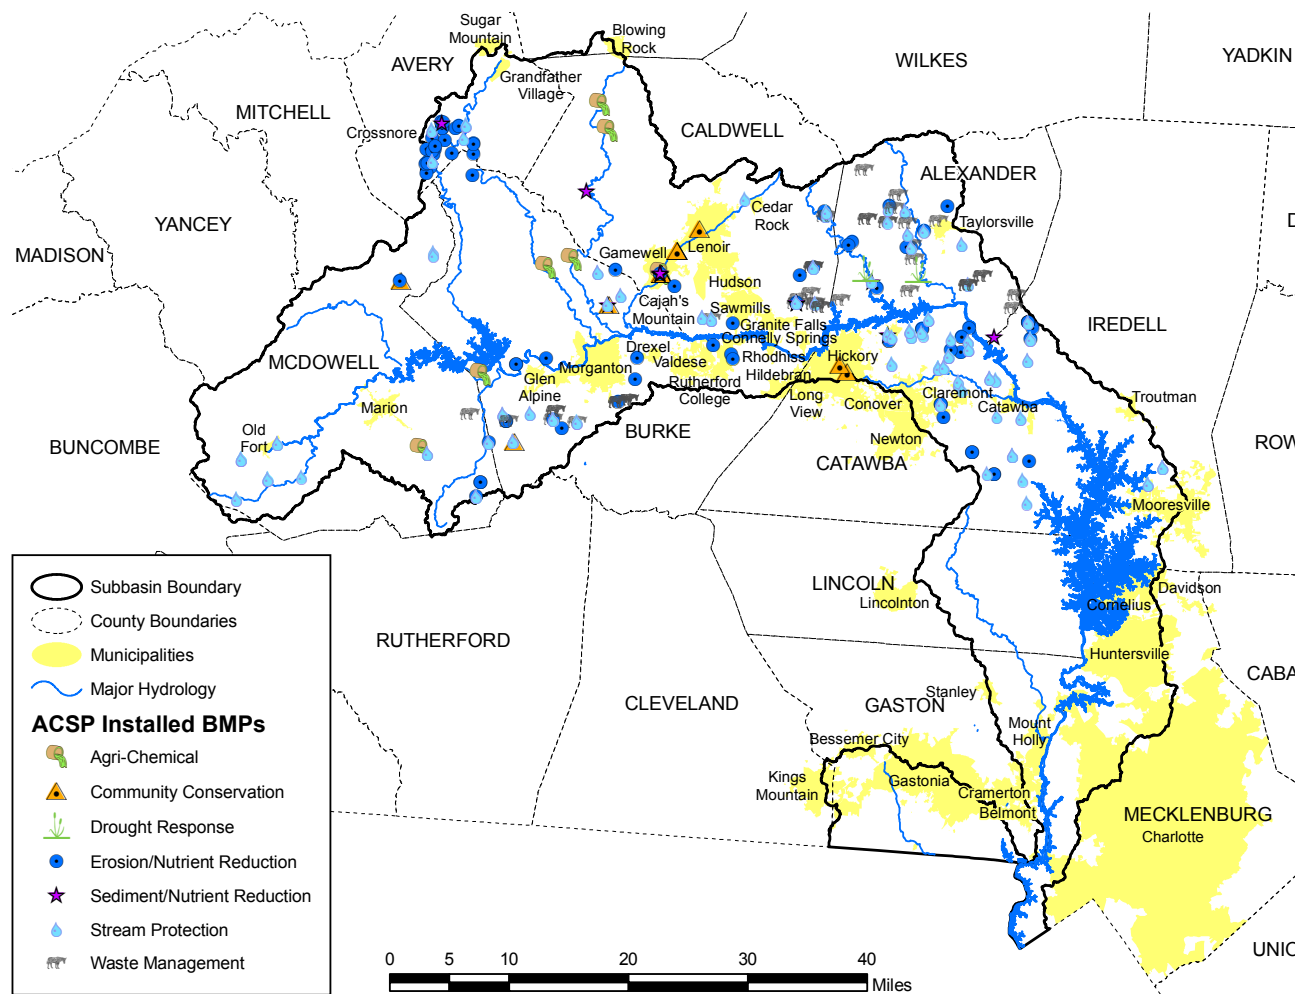 Sugar
Mountain
Blowing
Rock
AVERY
WILKES
YADKIN
Grandfather
Village
MITCHELL
Crossnore
CALDWELL
ALEXANDER
YANCEY
Cedar
Rock
Taylorsville
MADISON
Gamewell
Lenoir
D
Hudson
Cajah's
Mountain
Sawmills
Granite Falls
IREDELL
Connelly Springs
MCDOWELL
Drexel
Valdese
Rhodhiss
Hickory
Morganton
Hildebran
Glen
Alpine
Rutherford
College
Long
View
Claremont
Troutman
Marion
Conover
Catawba
Old
Fort
BURKE
Newton
BUNCOMBE
ROW
CATAWBA
Mooresville
LINCOLN
Lincolnton
Davidson
Cornelius
RUTHERFORD
Huntersville
CABA
CLEVELAND
Stanley
GASTON
Mount
Holly
Bessemer City
Kings
Mountain
Gastonia
Cramerton
Belmont
MECKLENBURG
Charlotte
UNIO
Subbasin Boundary
County Boundaries
Municipalities
Major Hydrology
ACSP Installed BMPs
Agri-Chemical
Community Conservation
Drought Response
Erosion/Nutrient Reduction
Sediment/Nutrient Reduction
Stream Protection
Waste Management
0 5 10 20 30 40
Miles